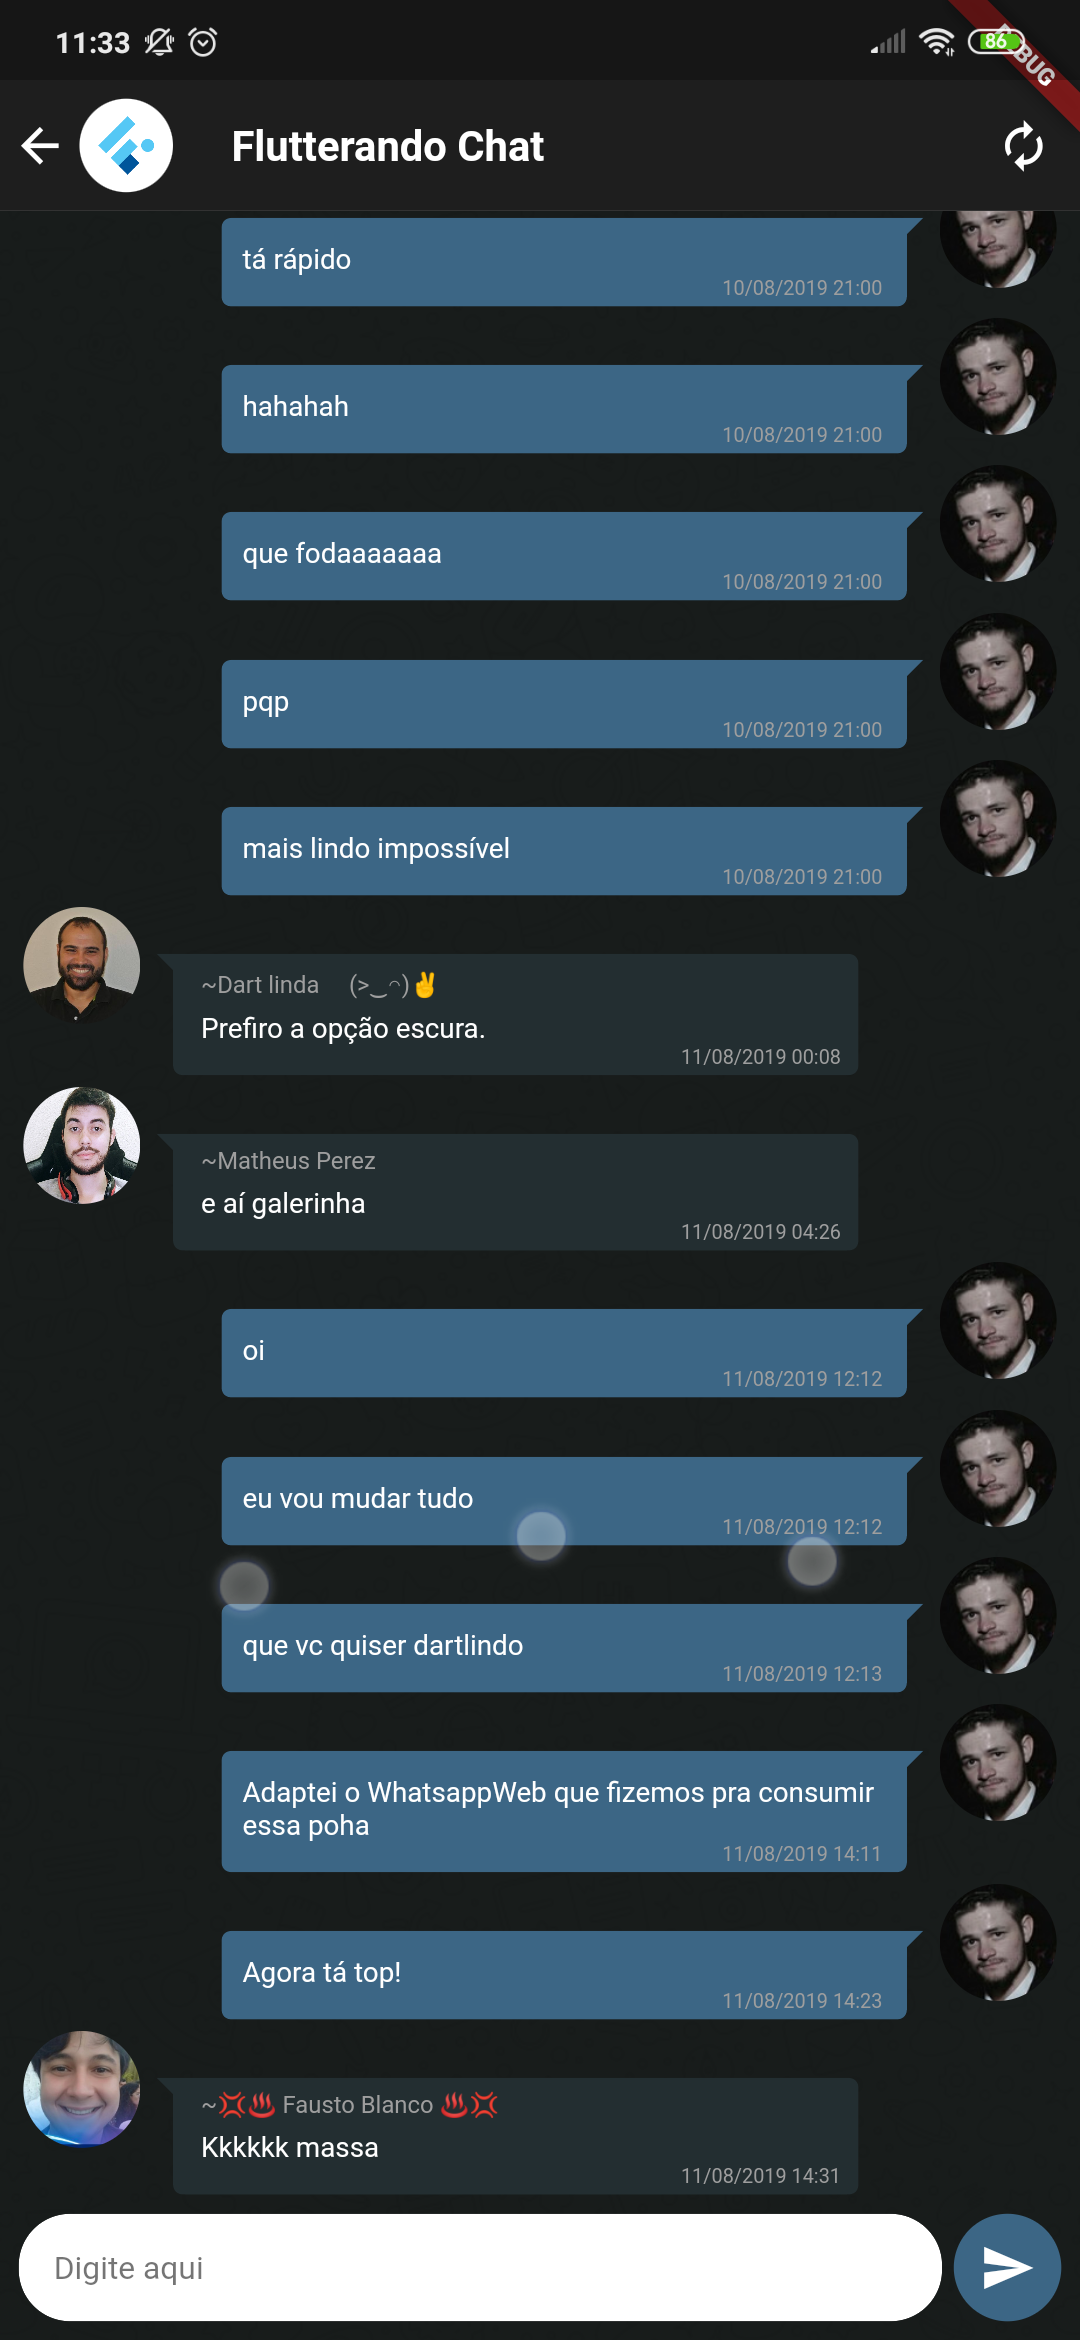 11:33
86
BUG
Flutterando Chat
tá rápido
10/08/2019 21:00
hahahah
10/08/2019 21:00
que fodaaaaaaa
10/08/2019 21:00
pqp
10/08/2019 21:00
mais lindo impossível
10/08/2019 21:00
~Dart linda (>‿◠)✌
Prefiro a opção escura.
11/08/2019 00:08
~Matheus Perez
e aí galerinha
11/08/2019 04:26
oi
11/08/2019 12:12
eu vou mudar tudo
11/08/2019 12:12
que vc quiser dartlindo
11/08/2019 12:13
Adaptei o WhatsappWeb que fizemos pra consumir
essa poha
11/08/2019 14:11
Agora tá top!
11/08/2019 14:23
~💢♨️ Fausto Blanco ♨️💢
Kkkkkk massa
11/08/2019 14:31
Digite aqui